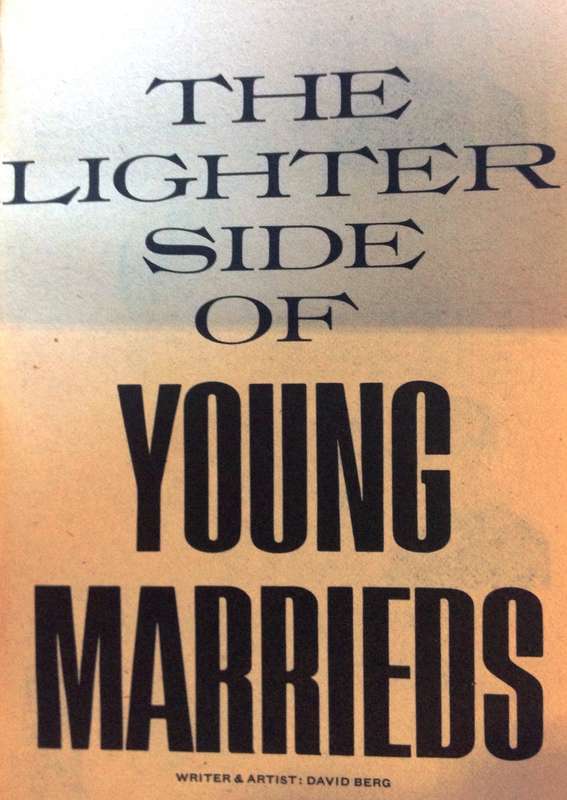 THE
LIGHTER
SIDE
OF
YOUNG
MARRIEDS
WRITER & ARTIST: DAVID BERG